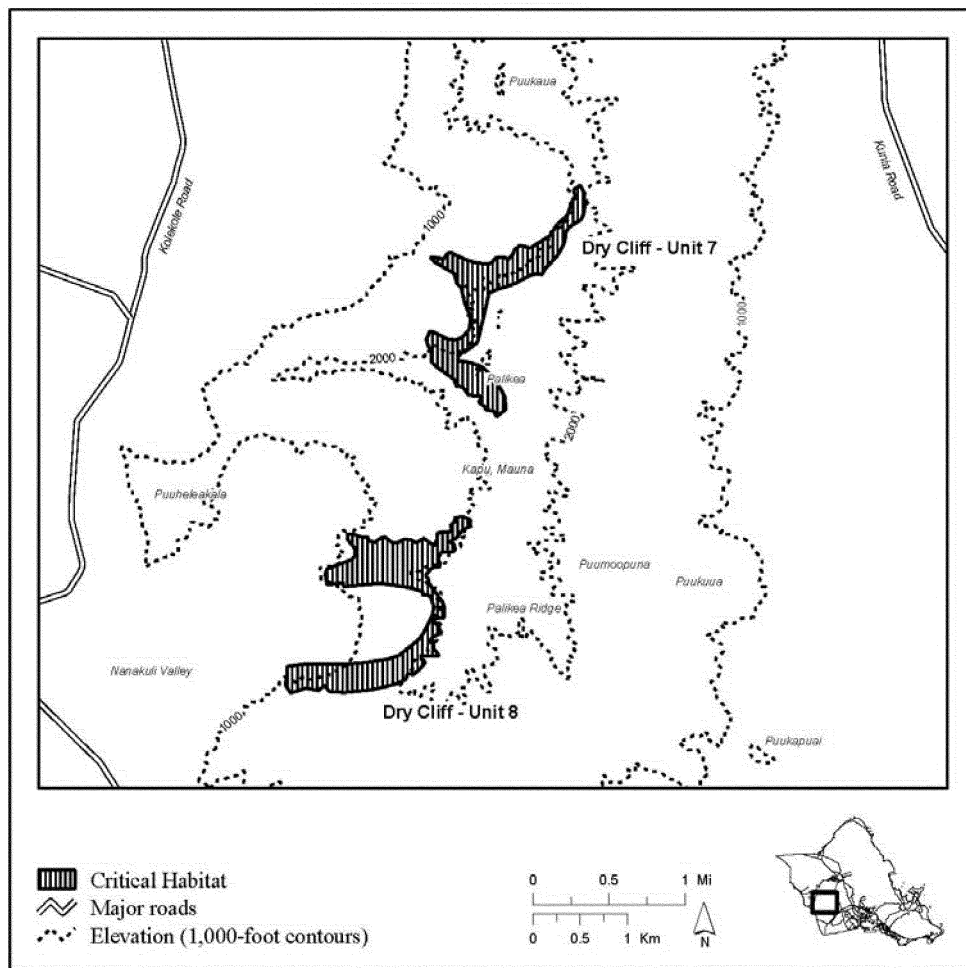 Puukaua
Kolekole Road
Kunia Road
1000
Dry Cliff - Unit 7
1000
2000
Palikea
2000
Kapu, Mauna
Puuheleakala
Puumoopuna
Puukuua
Palikea Ridge
Nanakuli Valley
1000
Dry Cliff - Unit 8
Puukapuai
Critical Habitat
Major roads
Elevation (1,000-foot contours)
0 0.5 1 Mi
0 0.5 1 Km
N